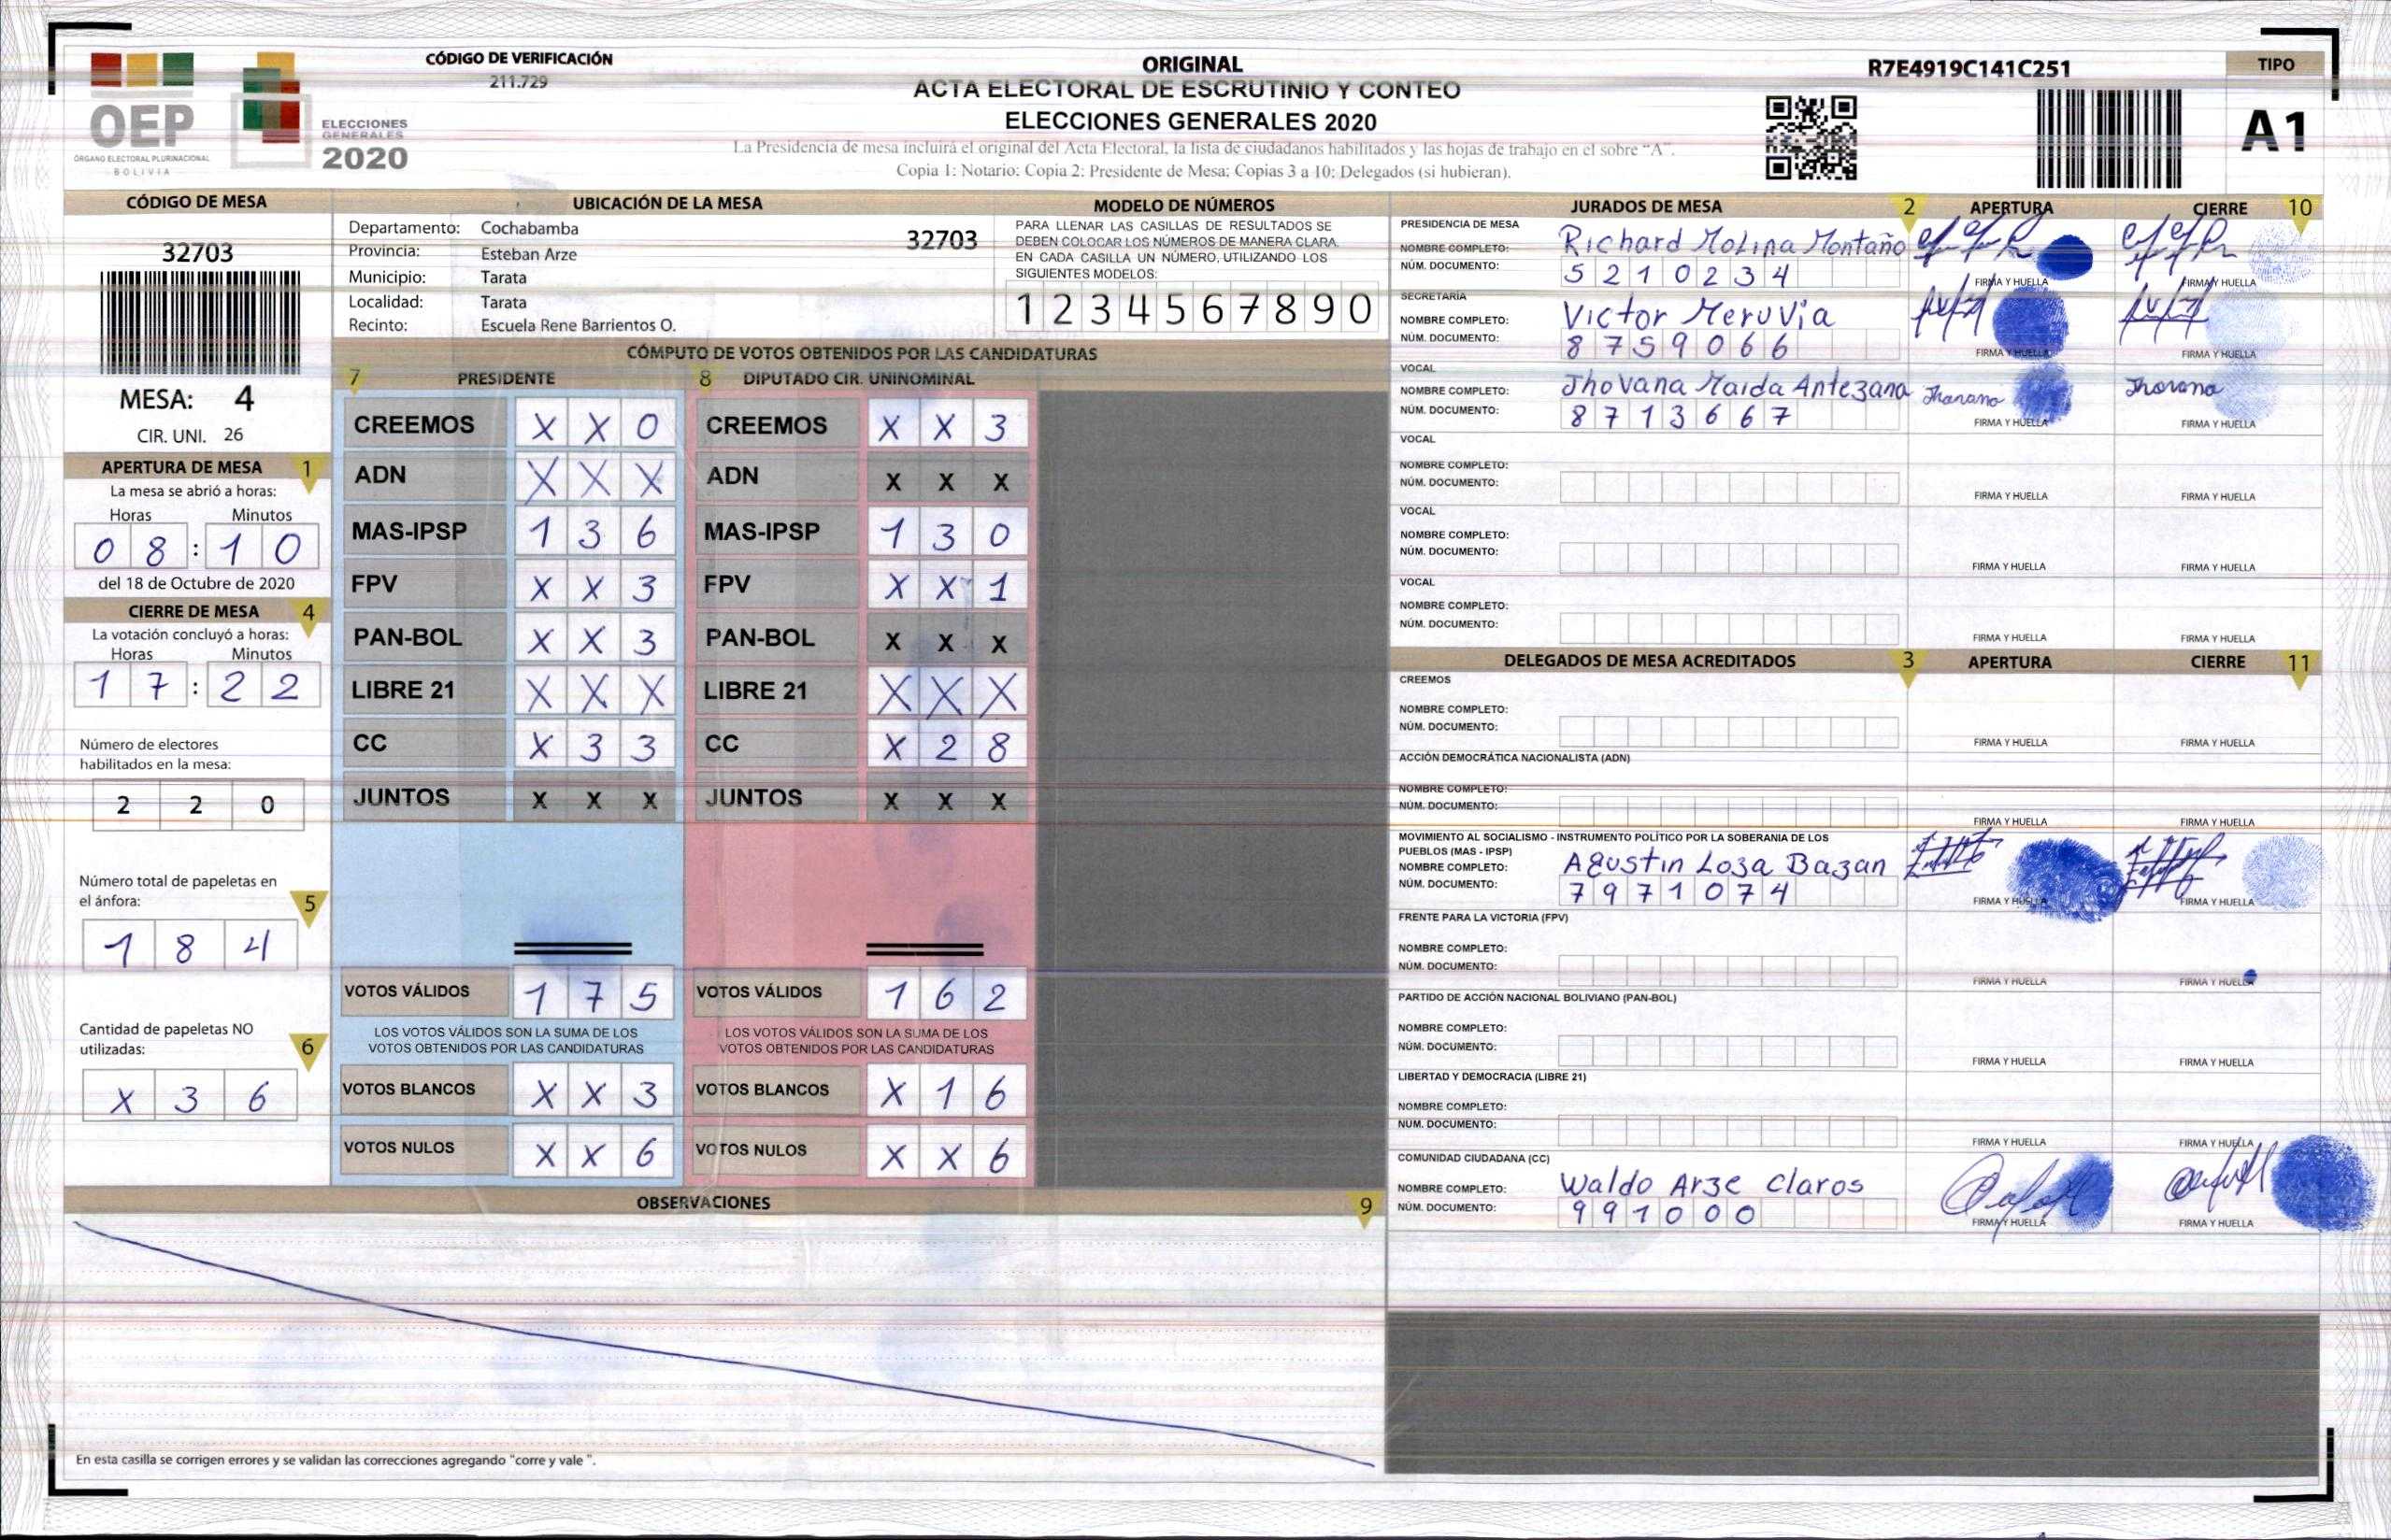 CÓDIGO DE VERIFICACIÓN
211.729
OEP
ÓRGANO ELECTORAL PLURINACIONAL
BOLIVIA
ELECCIONES
GENERALES
2020
ORIGINAL
ACTA ELECTORAL DE ESCRUTINIO Y CONTEO
ELECCIONES GENERALES 2020
La Presidencia de mesa incluirá el original del Acta Electoral, la lista de ciudadanos habilitados y las hojas de trabajo en el sobre "A".
Copia 1: Notario; Copia 2: Presidente de Mesa; Copias 3 a 10: Delegados (si hubieran).
R7E4919C141C251
TIPO
A1
CÓDIGO DE MESA
32703
MESA: 4
CIR. UNI. 26
APERTURA DE MESA 1
La mesa se abrió a horas:
Horas Minutos
0 8 : 1 0
del 18 de Octubre de 2020
CIERRE DE MESA 4
La votación concluyó a horas:
Horas Minutos
1 7 : 2 2
Número de electores
habilitados en la mesa:
2 2 0
Número total de papeletas en
el ánfora: 5
1 8 4
Cantidad de papeletas NO
utilizadas: 6
X 3 6
UBICACIÓN DE LA MESA
Departamento: Cochabamba
32703
Provincia: Esteban Arze
Municipio: Tarata
Localidad: Tarata
Recinto: Escuela Rene Barrientos O.
MODELO DE NÚMEROS
PARA LLENAR LAS CASILLAS DE RESULTADOS SE
DEBEN COLOCAR LOS NÚMEROS DE MANERA CLARA.
EN CADA CASILLA UN NÚMERO, UTILIZANDO LOS
SIGUIENTES MODELOS:
1 2 3 4 5 6 7 8 9 0
CÓMPUTO DE VOTOS OBTENIDOS POR LAS CANDIDATURAS
7 PRESIDENTE 8 DIPUTADO CIR. UNINOMINAL
CREEMOS X X 0 CREEMOS X X 3
ADN X X X ADN X X X
MAS-IPSP 1 3 6 MAS-IPSP 1 3 0
FPV X X 3 FPV X X 1
PAN-BOL X X 3 PAN-BOL X X X
LIBRE 21 X X X LIBRE 21 X X X
CC X 3 3 CC X 2 8
JUNTOS X X X JUNTOS X X X
VOTOS VÁLIDOS 1 7 5 VOTOS VÁLIDOS 1 6 2
LOS VOTOS VÁLIDOS SON LA SUMA DE LOS LOS VOTOS VÁLIDOS SON LA SUMA DE LOS
VOTOS OBTENIDOS POR LAS CANDIDATURAS VOTOS OBTENIDOS POR LAS CANDIDATURAS
VOTOS BLANCOS X X 3 VOTOS BLANCOS X 1 6
VOTOS NULOS X X 6 VOTOS NULOS X X 6
OBSERVACIONES 9
En esta casilla se corrigen errores y se validan las correcciones agregando "corre y vale ".
JURADOS DE MESA 2 APERTURA CIERRE 10
PRESIDENCIA DE MESA
NOMBRE COMPLETO: Richard Molina Montaño
NÚM. DOCUMENTO: 5 2 1 0 2 3 4
FIRMA Y HUELLA FIRMA Y HUELLA
SECRETARIA
NOMBRE COMPLETO: Victor Meruvia
NÚM. DOCUMENTO: 8 7 5 9 0 6 6
FIRMA Y HUELLA FIRMA Y HUELLA
VOCAL
NOMBRE COMPLETO: Jhovana Maida Antezana Jhovana Jhovana
NÚM. DOCUMENTO: 8 7 1 3 6 6 7
FIRMA Y HUELLA FIRMA Y HUELLA
VOCAL
NOMBRE COMPLETO:
NÚM. DOCUMENTO:
FIRMA Y HUELLA FIRMA Y HUELLA
VOCAL
NOMBRE COMPLETO:
NÚM. DOCUMENTO:
FIRMA Y HUELLA FIRMA Y HUELLA
VOCAL
NOMBRE COMPLETO:
NÚM. DOCUMENTO:
FIRMA Y HUELLA FIRMA Y HUELLA
DELEGADOS DE MESA ACREDITADOS 3 APERTURA CIERRE 11
CREEMOS
NOMBRE COMPLETO:
NÚM. DOCUMENTO:
FIRMA Y HUELLA FIRMA Y HUELLA
ACCIÓN DEMOCRÁTICA NACIONALISTA (ADN)
NOMBRE COMPLETO:
NÚM. DOCUMENTO:
FIRMA Y HUELLA FIRMA Y HUELLA
MOVIMIENTO AL SOCIALISMO - INSTRUMENTO POLÍTICO POR LA SOBERANIA DE LOS
PUEBLOS (MAS - IPSP)
NOMBRE COMPLETO: Agustin Loza Bazan
NÚM. DOCUMENTO: 7 9 7 1 0 7 4
FIRMA Y HUELLA FIRMA Y HUELLA
FRENTE PARA LA VICTORIA (FPV)
NOMBRE COMPLETO:
NÚM. DOCUMENTO:
FIRMA Y HUELLA FIRMA Y HUELLA
PARTIDO DE ACCIÓN NACIONAL BOLIVIANO (PAN-BOL)
NOMBRE COMPLETO:
NÚM. DOCUMENTO:
FIRMA Y HUELLA FIRMA Y HUELLA
LIBERTAD Y DEMOCRACIA (LIBRE 21)
NOMBRE COMPLETO:
NÚM. DOCUMENTO:
FIRMA Y HUELLA FIRMA Y HUELLA
COMUNIDAD CIUDADANA (CC)
NOMBRE COMPLETO: Waldo Arze Claros
NÚM. DOCUMENTO: 9 9 1 0 0 0
FIRMA Y HUELLA FIRMA Y HUELLA